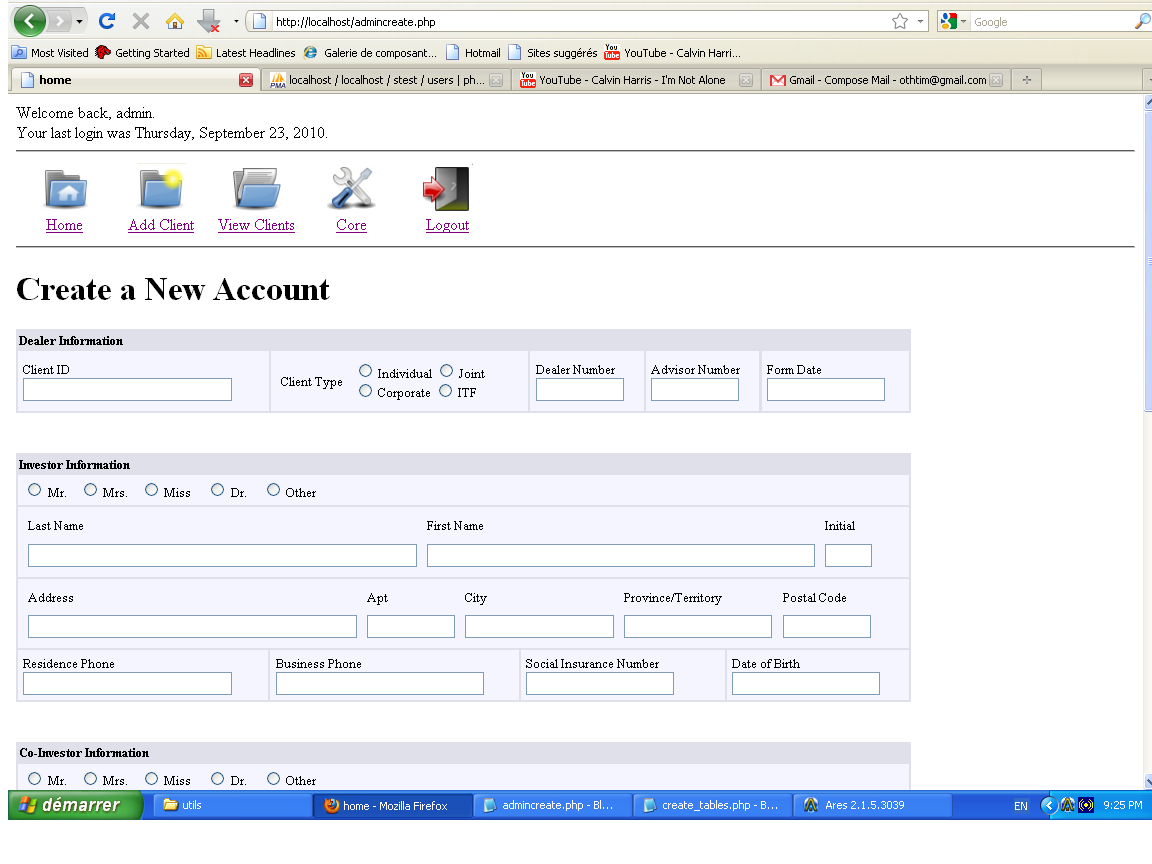 http://localhost/admincreate.php
Google
Most Visited Getting Started Latest Headlines Galerie de composant... Hotmail Sites suggérés YouTube - Calvin Harri...
home localhost / localhost / stest / users | ph... YouTube - Calvin Harris - I'm Not Alone Gmail - Compose Mail - othtim@gmail.com
Welcome back, admin.
Your last login was Thursday, September 23, 2010.
Home Add Client View Clients Core Logout
Create a New Account
Dealer Information
Client ID Client Type Individual Joint Corporate ITF Dealer Number Advisor Number Form Date
Investor Information
Mr. Mrs. Miss Dr. Other
Last Name First Name Initial
Address Apt City Province/Territory Postal Code
Residence Phone Business Phone Social Insurance Number Date of Birth
Co-Investor Information
Mr. Mrs. Miss Dr. Other
démarrer utils home - Mozilla Firefox admincreate.php - Bl... create_tables.php - B... Ares 2.1.5.3039 EN 9:25 PM